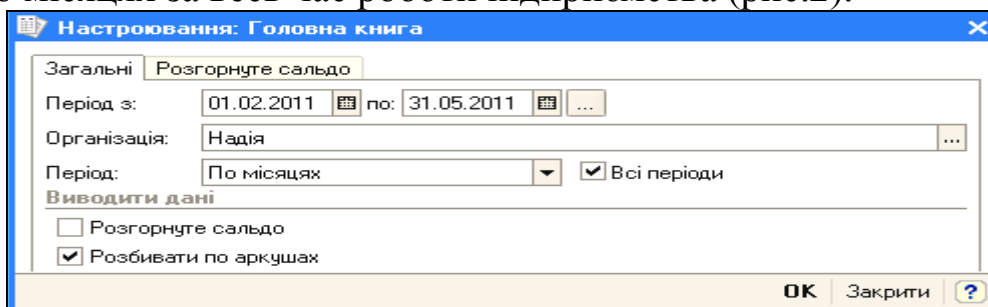 місяцях за весь час роботи підприємства (рис.2).
Настроювання: Головна книга
Загальні Розгорнуте сальдо
Період з: 01.02.2011 по: 31.05.2011 ...
Організація: Надія ...
Період: По місяцях Всі періоди
Виводити дані
Розгорнуте сальдо
Розбивати по аркушах
OK Закрити ?